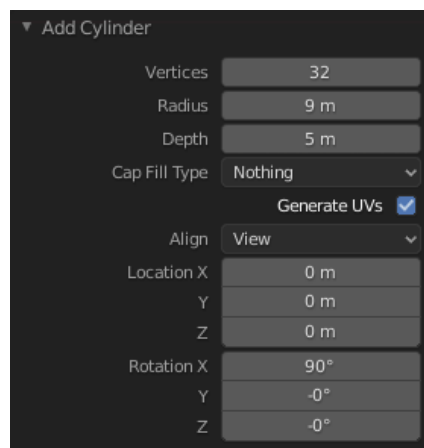 Add Cylinder
Vertices 32
Radius 9 m
Depth 5 m
Cap Fill Type Nothing
Generate UVs
Align View
Location X 0 m
Y 0 m
Z 0 m
Rotation X 90°
Y -0°
Z -0°